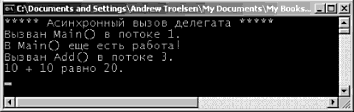 C:\Documents and Settings\Andrew Troelsen\My Documents\My Books...
***** Асинхронный вызов делегата *****
Вызван Main() в потоке 1.
В Main() еще есть работа!
Вызван Add() в потоке 3.
10 + 10 равно 20.